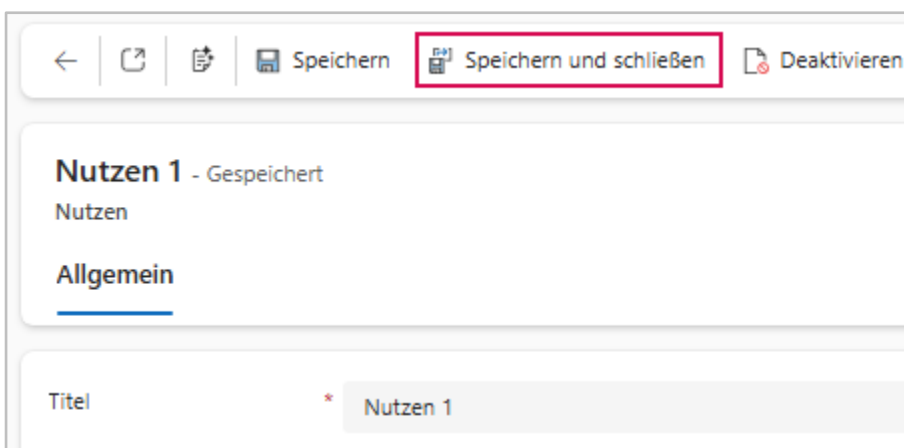 Speichern Speichern und schließen Deaktivieren
Nutzen 1 - Gespeichert
Nutzen
Allgemein
Titel * Nutzen 1